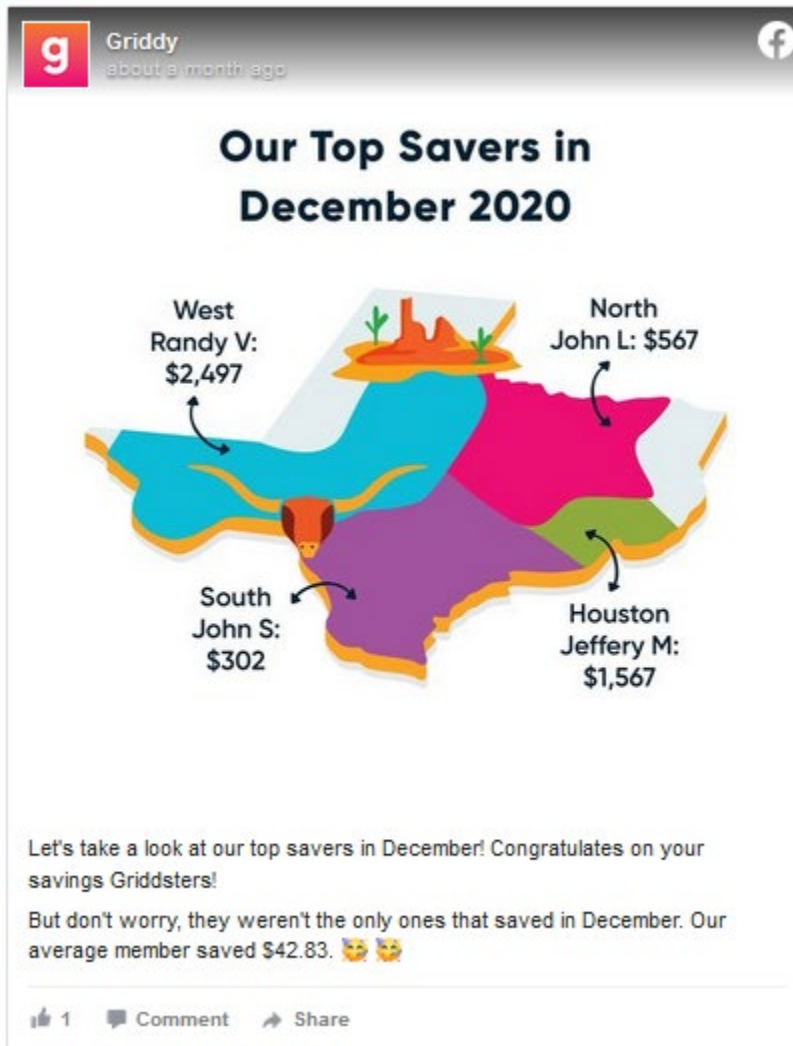 g
Griddy
about a month ago
Our Top Savers in
December 2020
West
Randy V:
$2,497
North
John L: $567
South
John S:
$302
Houston
Jeffery M:
$1,567
Let's take a look at our top savers in December! Congratulates on your
savings Griddsters!
But don't worry, they weren't the only ones that saved in December. Our
average member saved $42.83. 🥳 🥳
1
Comment
Share